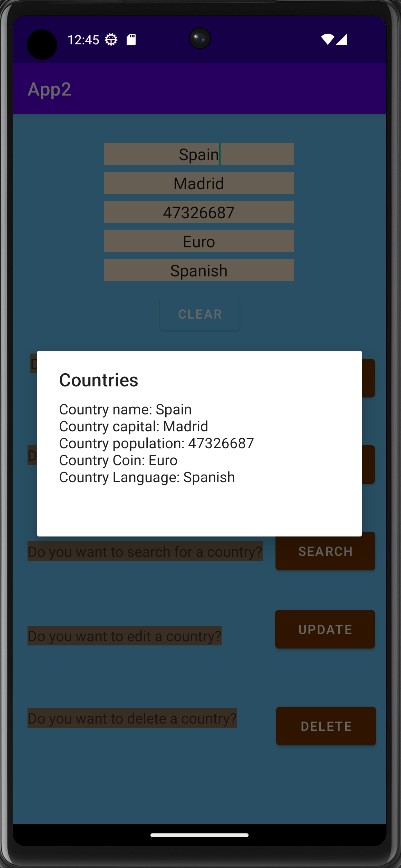 12:45
App2
Spain
Madrid
47326687
Euro
Spanish
CLEAR
Countries
Country name: Spain
Country capital: Madrid
Country population: 47326687
Country Coin: Euro
Country Language: Spanish
Do you want to search for a country?
SEARCH
Do you want to edit a country?
UPDATE
Do you want to delete a country?
DELETE